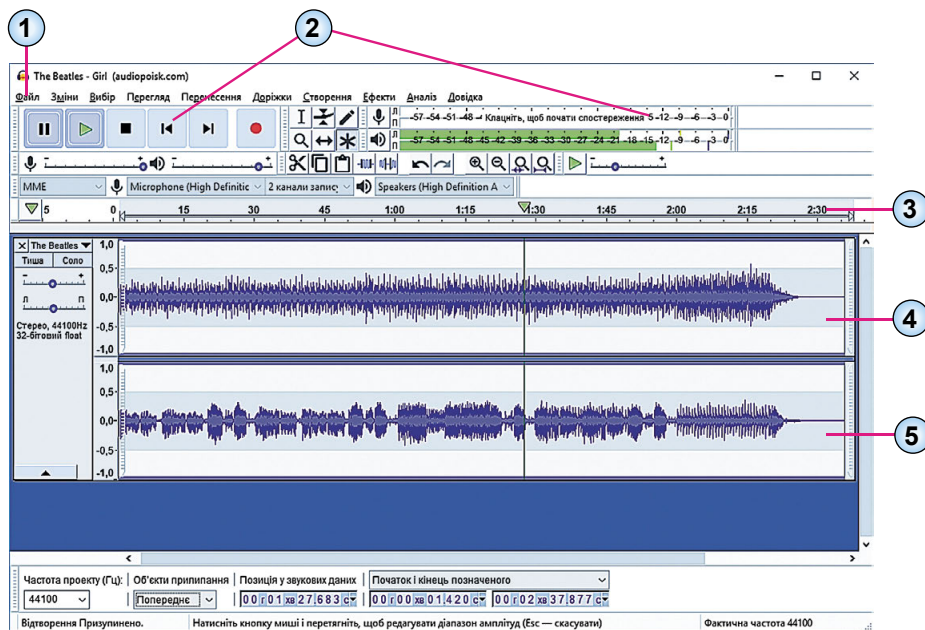 1
2
The Beatles - Girl (audiopoisk.com)
Файл Зміни Вибір Перегляд Перенесення Доріжки Створення Ефекти Аналіз Довідка
Л П -57 -54 -51 -48 Клацніть, щоб почати спостереження 5 -12 -9 -6 -3 0
Л П -57 -54 -51 -48 -45 -42 -39 -36 -33 -30 -27 -24 -21 -18 -15 -12 -9 -6 -3 0
- + - + - +
MME Microphone (High Definitic 2 канали запис Speakers (High Definition A
5 0 15 30 45 1:00 1:15 1:30 1:45 2:00 2:15 2:30
3
× The Beatles 1,0
Тиша Соло
- + 0,5
Л П 0,0
Стерео, 44100Hz
32-бітовий float
-0,5
-1,0
4
1,0
0,5
0,0
-0,5
-1,0
5
Частота проекту (Гц): Об'єкти прилипання Позиція у звукових даних Початок і кінець позначеного
44100 Попереднє 00 г 01 хв 27.683 с 00 г 00 хв 01.420 с 00 г 02 хв 37.877 с
Відтворення Призупинено. Натисніть кнопку миші і перетягніть, щоб редагувати діапазон амплітуд (Esc — скасувати) Фактична частота 44100